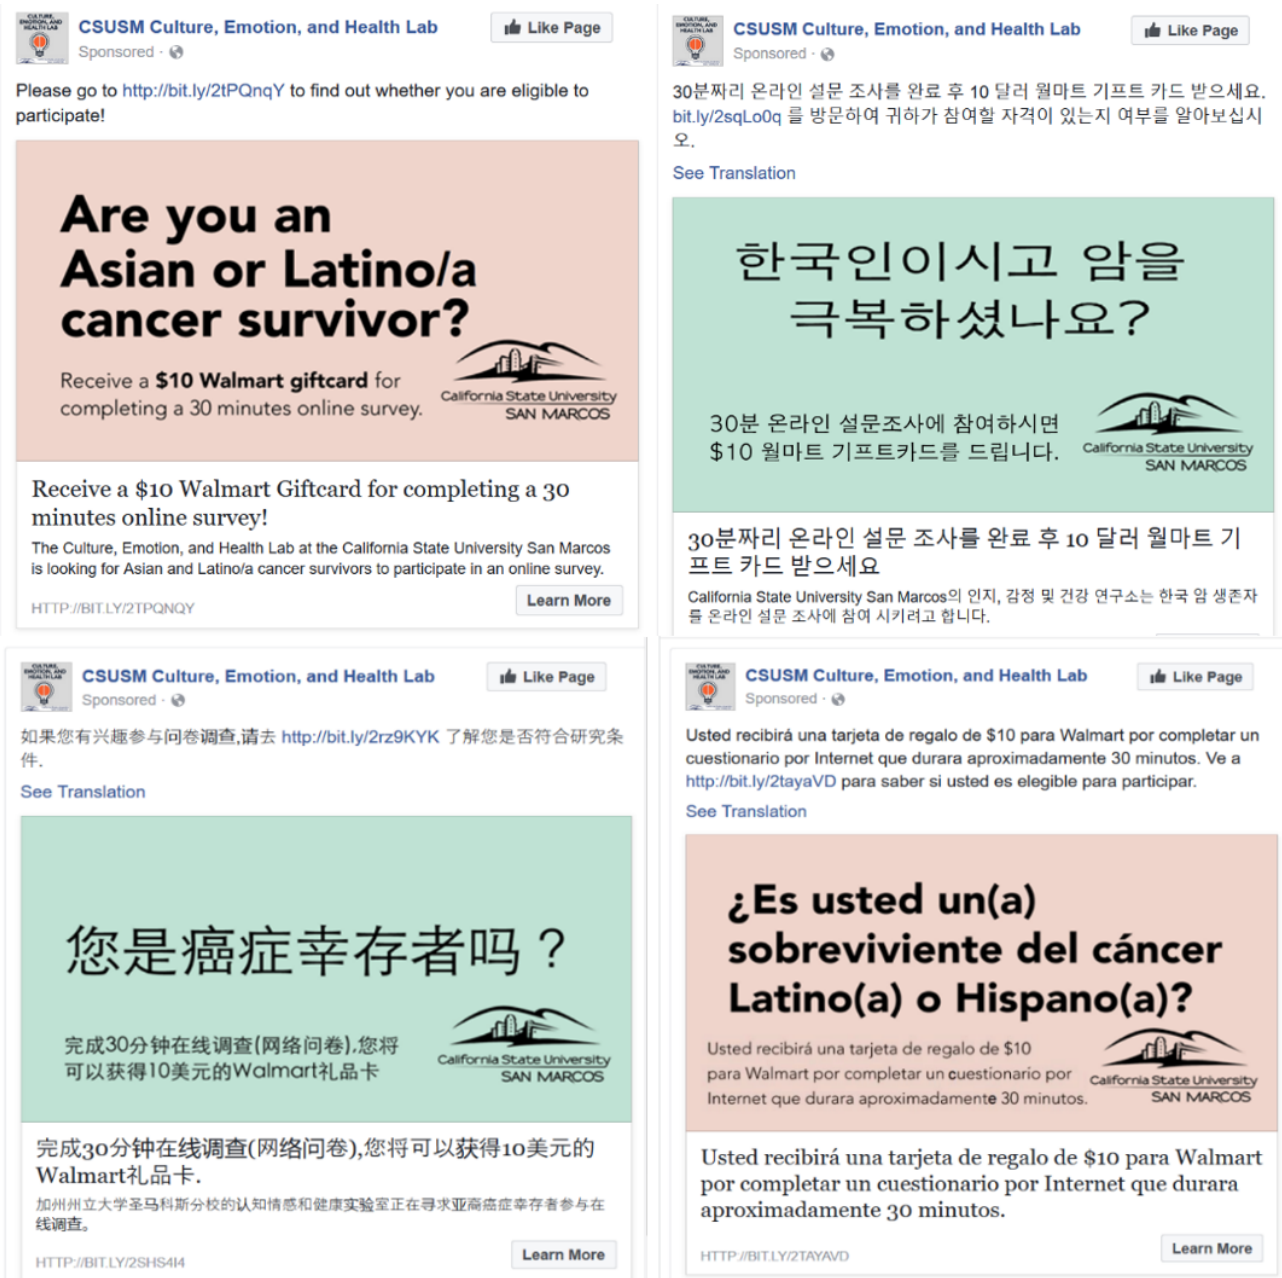 CULTURE, EMOTION, AND HEALTH LAB
CSUSM Culture, Emotion, and Health Lab
Like Page
Sponsored ·
Please go to http://bit.ly/2tPQnqY to find out whether you are eligible to
participate!
Are you an
Asian or Latino/a
cancer survivor?
Receive a $10 Walmart giftcard for
completing a 30 minutes online survey.
California State University
SAN MARCOS
Receive a $10 Walmart Giftcard for completing a 30
minutes online survey!
The Culture, Emotion, and Health Lab at the California State University San Marcos
is looking for Asian and Latino/a cancer survivors to participate in an online survey.
HTTP://BIT.LY/2TPQNQY
Learn More
CULTURE, EMOTION, AND HEALTH LAB
CSUSM Culture, Emotion, and Health Lab
Like Page
Sponsored ·
30분짜리 온라인 설문 조사를 완료 후 10 달러 월마트 기프트 카드 받으세요.
bit.ly/2sqLo0q 를 방문하여 귀하가 참여할 자격이 있는지 여부를 알아보십시
오.
See Translation
한국인이시고 암을
극복하셨나요?
30분 온라인 설문조사에 참여하시면
$10 월마트 기프트카드를 드립니다.
California State University
SAN MARCOS
30분짜리 온라인 설문 조사를 완료 후 10 달러 월마트 기
프트 카드 받으세요
California State University San Marcos의 인지, 감정 및 건강 연구소는 한국 암 생존자
를 온라인 설문 조사에 참여 시키려고 합니다.
CULTURE, EMOTION, AND HEALTH LAB
CSUSM Culture, Emotion, and Health Lab
Like Page
Sponsored ·
如果您有兴趣参与问卷调查,请去 http://bit.ly/2rz9KYK 了解您是否符合研究条
件.
See Translation
您是癌症幸存者吗？
完成30分钟在线调查(网络问卷),您将
可以获得10美元的Walmart礼品卡
California State University
SAN MARCOS
完成30分钟在线调查(网络问卷),您将可以获得10美元的
Walmart礼品卡.
加州州立大学圣马科斯分校的认知情感和健康实验室正在寻求亚裔癌症幸存者参与在
线调查。
HTTP://BIT.LY/2SHS4I4
Learn More
CULTURE, EMOTION, AND HEALTH LAB
CSUSM Culture, Emotion, and Health Lab
Like Page
Sponsored ·
Usted recibirá una tarjeta de regalo de $10 para Walmart por completar un
cuestionario por Internet que durara aproximadamente 30 minutos. Ve a
http://bit.ly/2tayaVD para saber si usted es elegible para participar.
See Translation
¿Es usted un(a)
sobreviviente del cáncer
Latino(a) o Hispano(a)?
Usted recibirá una tarjeta de regalo de $10
para Walmart por completar un cuestionario por
Internet que durara aproximadamente 30 minutos.
California State University
SAN MARCOS
Usted recibirá una tarjeta de regalo de $10 para Walmart
por completar un cuestionario por Internet que durara
aproximadamente 30 minutos.
HTTP://BIT.LY/2TAYAVD
Learn More